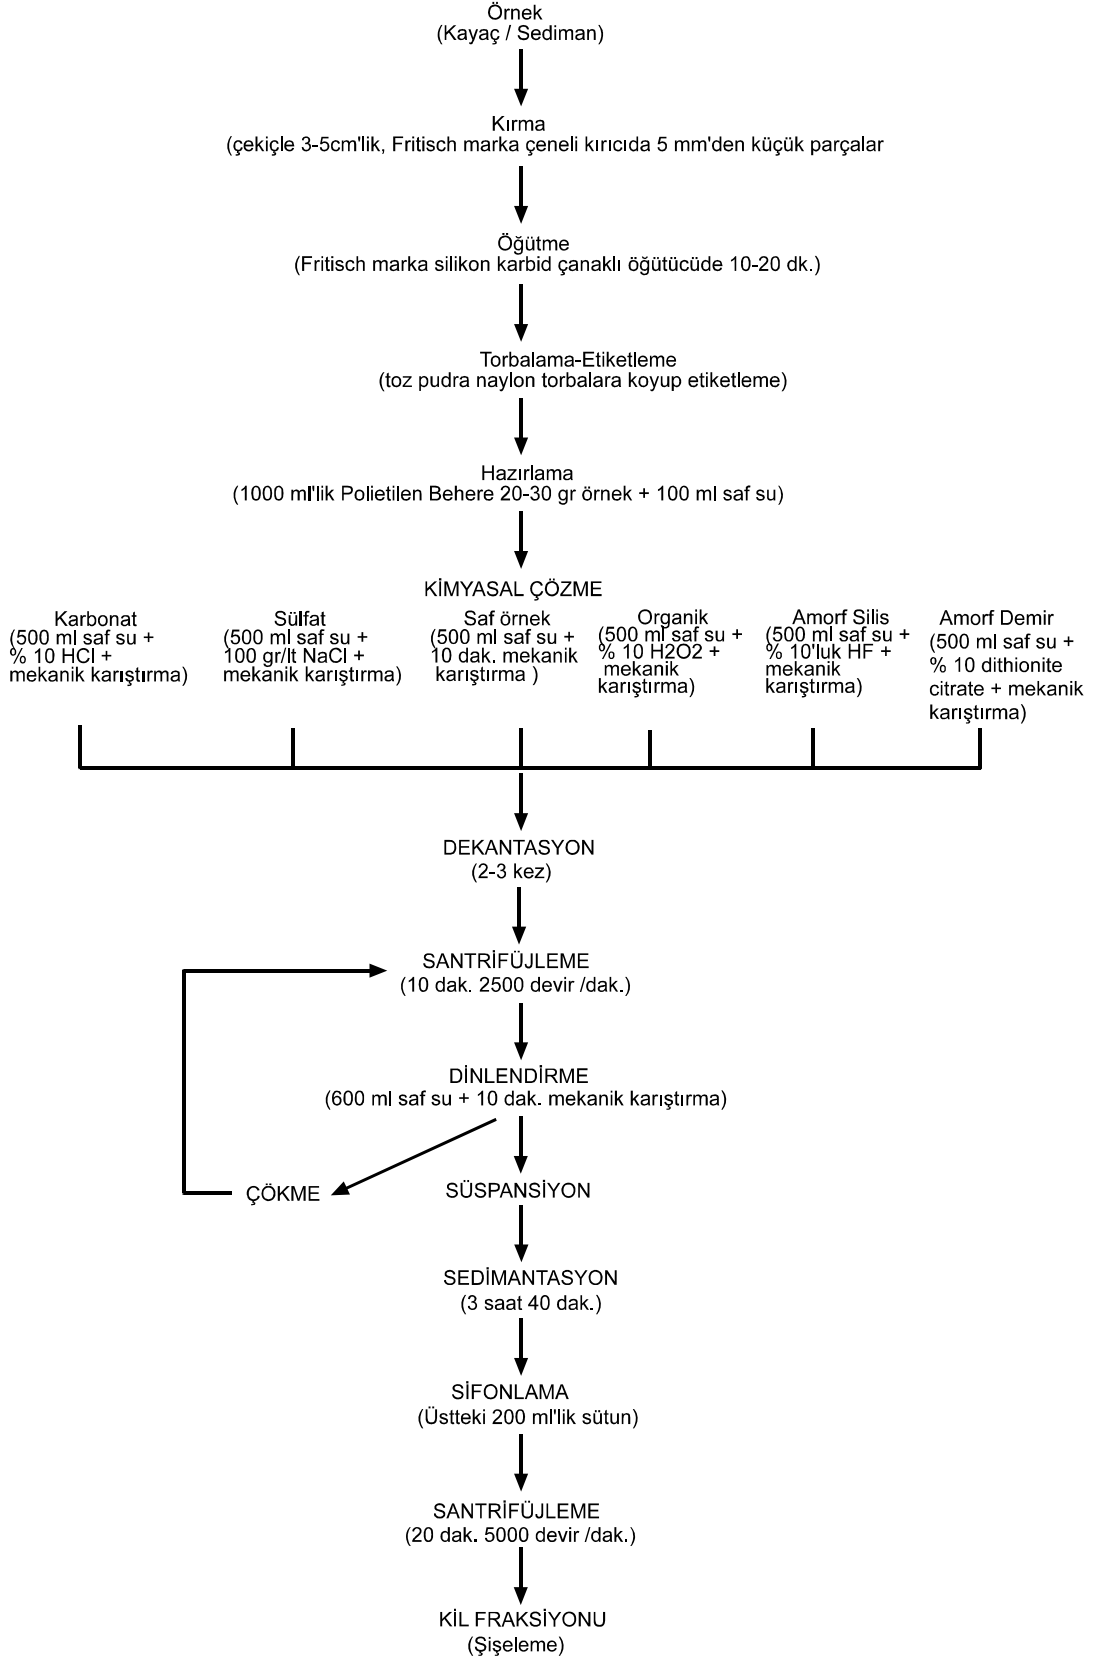 Örnek
(Kayaç / Sediman)
Kırma
(çekiçle 3-5cm'lik, Fritisch marka çeneli kırıcıda 5 mm'den küçük parçalar
Öğütme
(Fritisch marka silikon karbid çanaklı öğütücüde 10-20 dk.)
Torbalama-Etiketleme
(toz pudra naylon torbalara koyup etiketleme)
Hazırlama
(1000 ml'lik Polietilen Behere 20-30 gr örnek + 100 ml saf su)
KİMYASAL ÇÖZME
Karbonat
(500 ml saf su +
% 10 HCl +
mekanik karıştırma)
Sülfat
(500 ml saf su +
100 gr/lt NaCl +
mekanik karıştırma)
Saf örnek
(500 ml saf su +
10 dak. mekanik
karıştırma )
Organik
(500 ml saf su +
% 10 H2O2 +
mekanik
karıştırma)
Amorf Silis
(500 ml saf su +
% 10'luk HF +
mekanik
karıştırma)
Amorf Demir
(500 ml saf su +
% 10 dithionite
citrate + mekanik
karıştırma)
DEKANTASYON
(2-3 kez)
SANTRİFÜJLEME
(10 dak. 2500 devir /dak.)
DİNLENDİRME
(600 ml saf su + 10 dak. mekanik karıştırma)
ÇÖKME
SÜSPANSİYON
SEDİMANTASYON
(3 saat 40 dak.)
SİFONLAMA
(Üstteki 200 ml'lik sütun)
SANTRİFÜJLEME
(20 dak. 5000 devir /dak.)
KİL FRAKSİYONU
(Şişeleme)